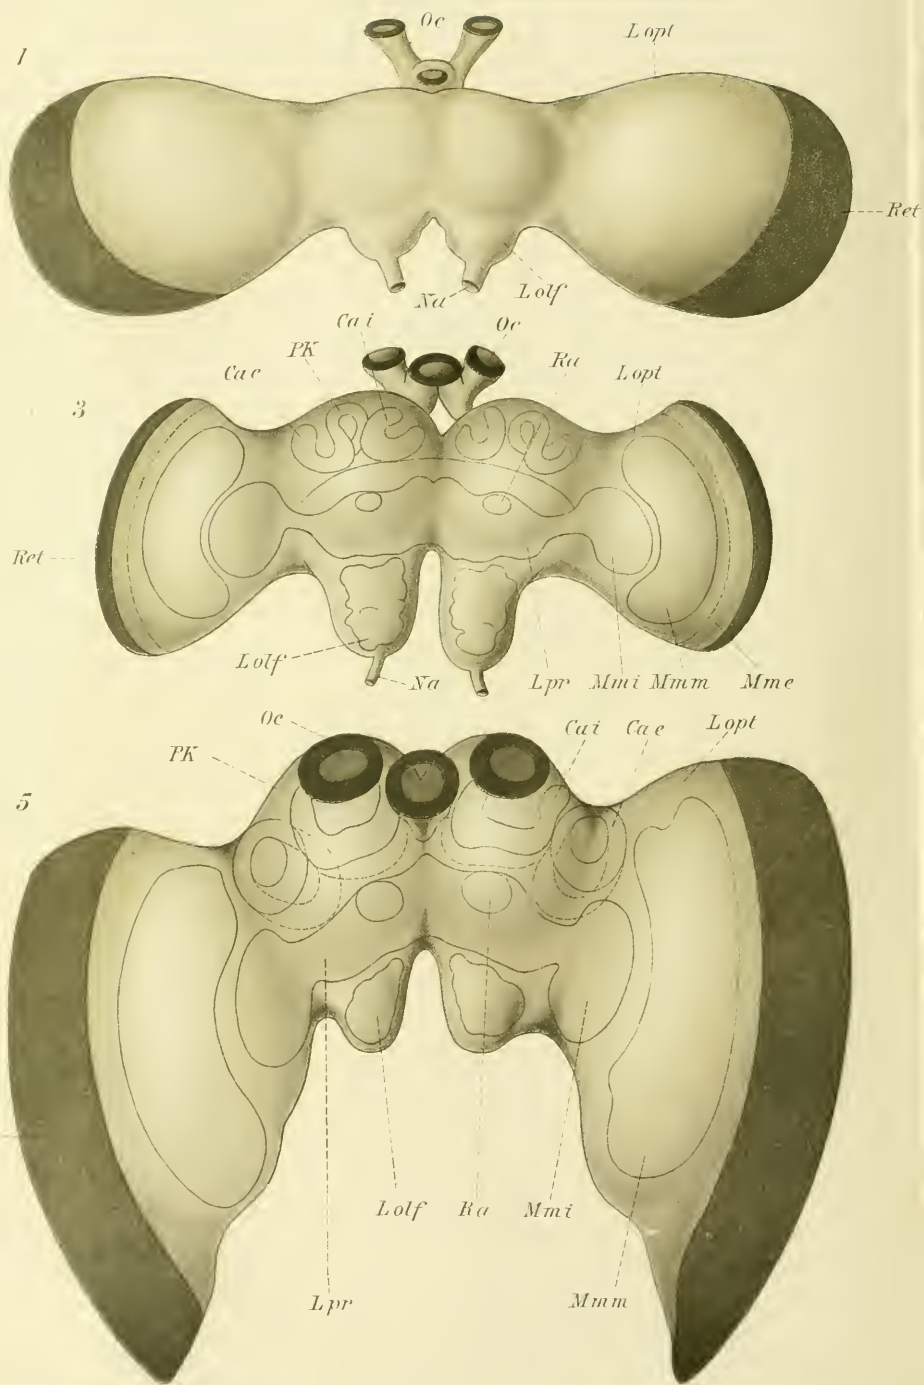 Oc
1
Lopt
Ret
Na
Lolf
Cai
Oc
PK
Cae
Ra
Lopt
3
Ret
Lolf
Na
Lpr Mmi Mmm Mme
Oc
Cai Cae Lopt
PK
5
Lolf Ra Mmi
Lpr
Mmm